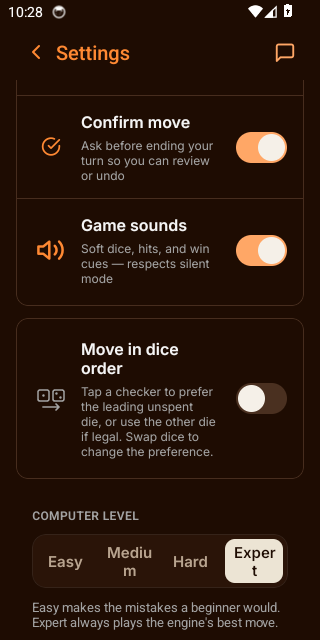 10:28
Settings
Confirm move
Ask before ending your
turn so you can review
or undo
Game sounds
Soft dice, hits, and win
cues — respects silent
mode
Move in dice
order
Tap a checker to prefer
the leading unspent
die, or use the other die
if legal. Swap dice to
change the preference.
COMPUTER LEVEL
Easy
Mediu
m
Hard
Exper
t
Easy makes the mistakes a beginner would.
Expert always plays the engine's best move.